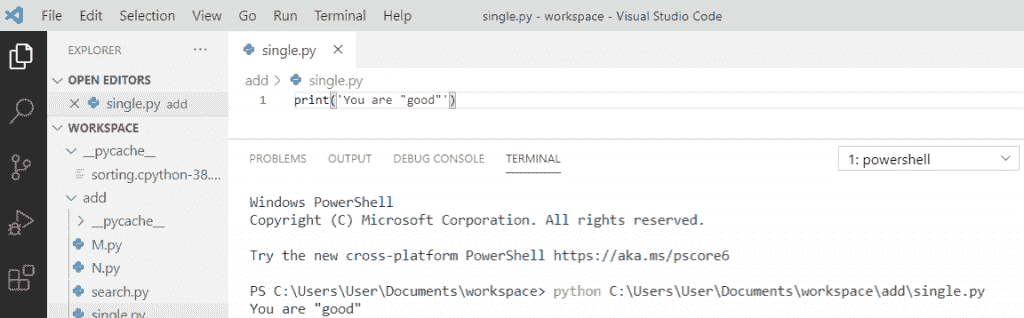 File Edit Selection View Go Run Terminal Help single.py - workspace - Visual Studio Code
EXPLORER ···
OPEN EDITORS
single.py add
WORKSPACE
__pycache__
sorting.cpython-38....
add
__pycache__
M.py
N.py
search.py
single.py
single.py
add > single.py
1 print('You are "good"')
PROBLEMS OUTPUT DEBUG CONSOLE TERMINAL 1: powershell
Windows PowerShell
Copyright (C) Microsoft Corporation. All rights reserved.
Try the new cross-platform PowerShell https://aka.ms/pscore6
PS C:\Users\User\Documents\workspace> python C:\Users\User\Documents\workspace\add\single.py
You are "good"